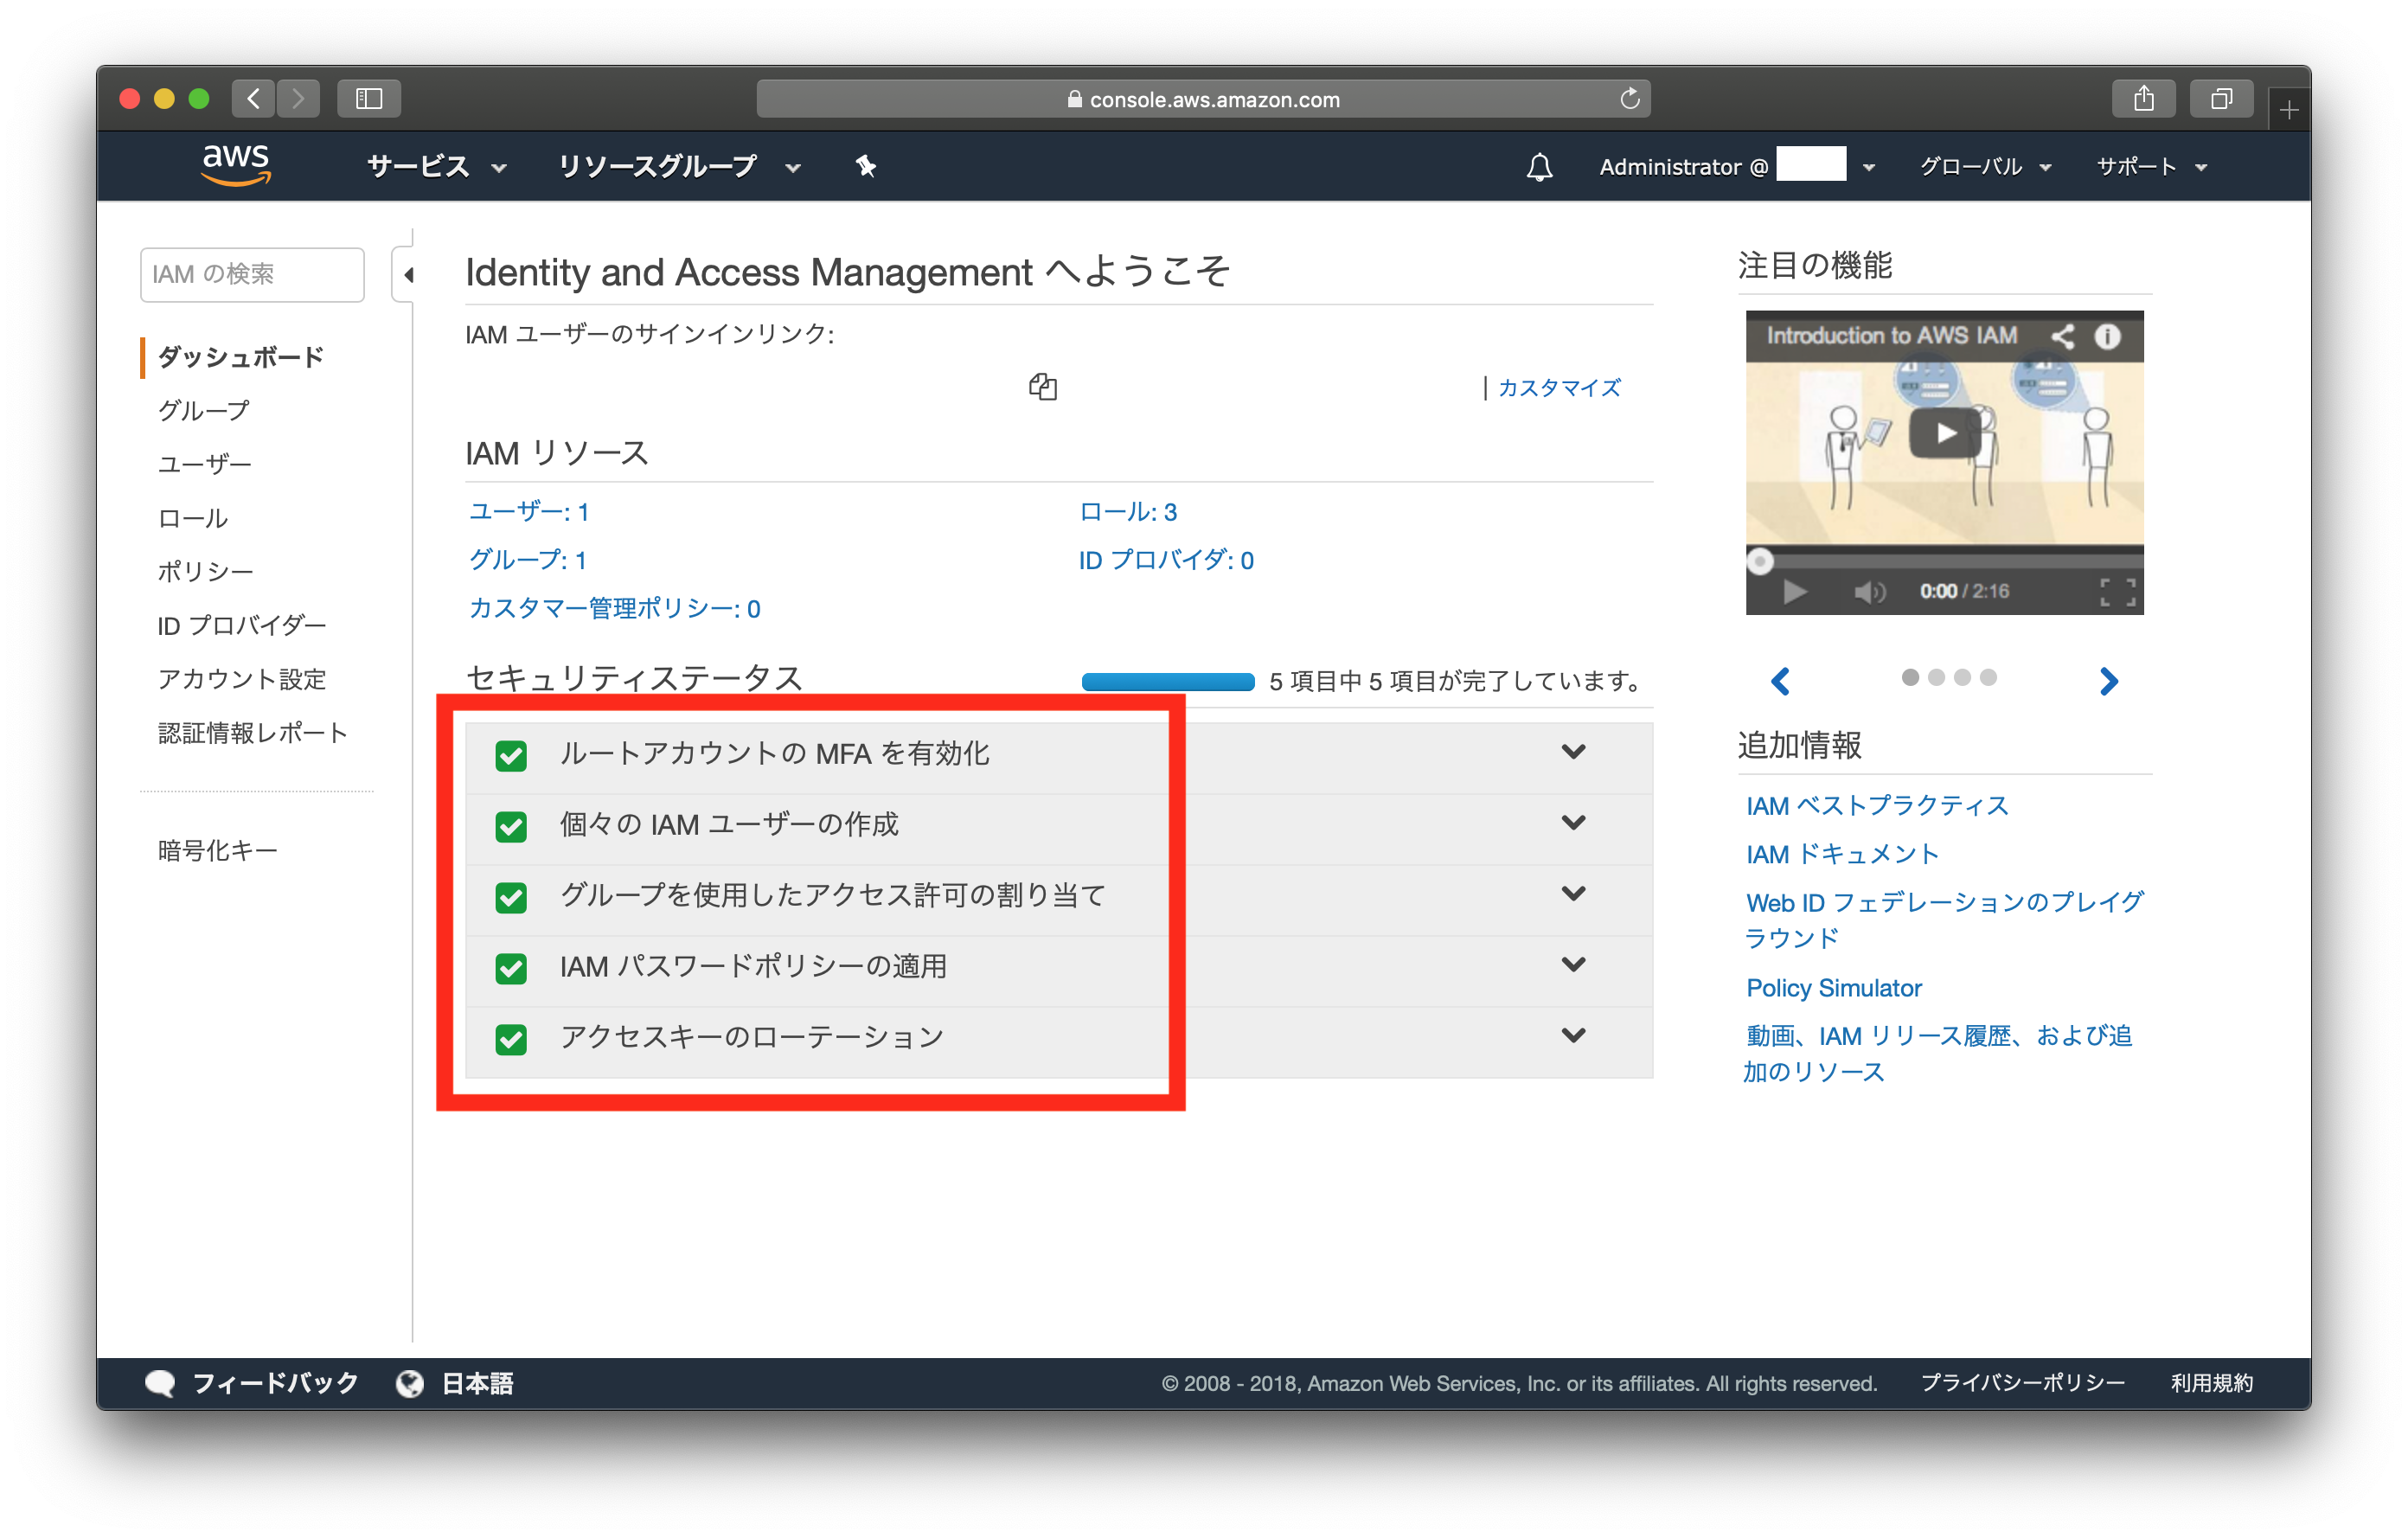 console.aws.amazon.com
aws
サービス
リソースグループ
Administrator @
グローバル
サポート
IAM の検索
ダッシュボード
グループ
ユーザー
ロール
ポリシー
ID プロバイダー
アカウント設定
認証情報レポート
暗号化キー
Identity and Access Management へようこそ
IAM ユーザーのサインインリンク:
| カスタマイズ
IAM リソース
ユーザー: 1
ロール: 3
グループ: 1
ID プロバイダ: 0
カスタマー管理ポリシー: 0
セキュリティステータス
5 項目中 5 項目が完了しています。
ルートアカウントの MFA を有効化
個々の IAM ユーザーの作成
グループを使用したアクセス許可の割り当て
IAM パスワードポリシーの適用
アクセスキーのローテーション
注目の機能
Introduction to AWS IAM
0:00 / 2:16
追加情報
IAM ベストプラクティス
IAM ドキュメント
Web ID フェデレーションのプレイグ
ラウンド
Policy Simulator
動画、IAM リリース履歴、および追
加のリソース
フィードバック
日本語
© 2008 - 2018, Amazon Web Services, Inc. or its affiliates. All rights reserved.
プライバシーポリシー
利用規約